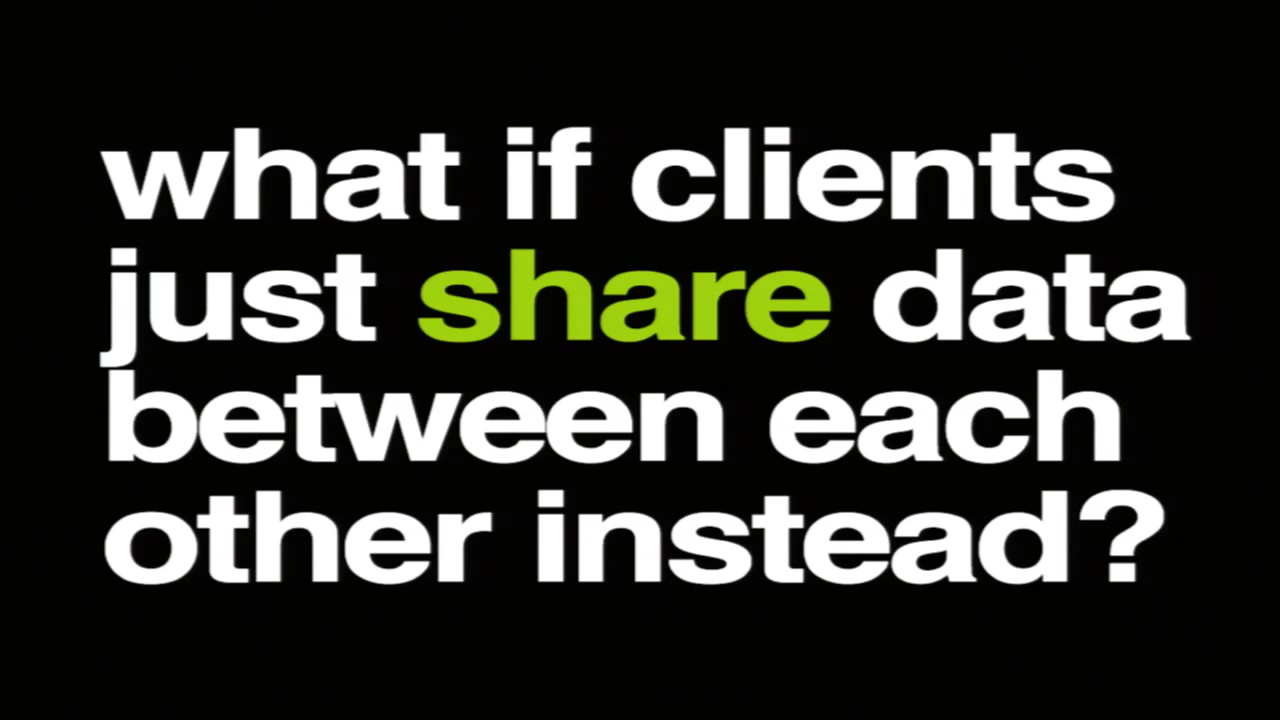 what if clients
just share data
between each
other instead?